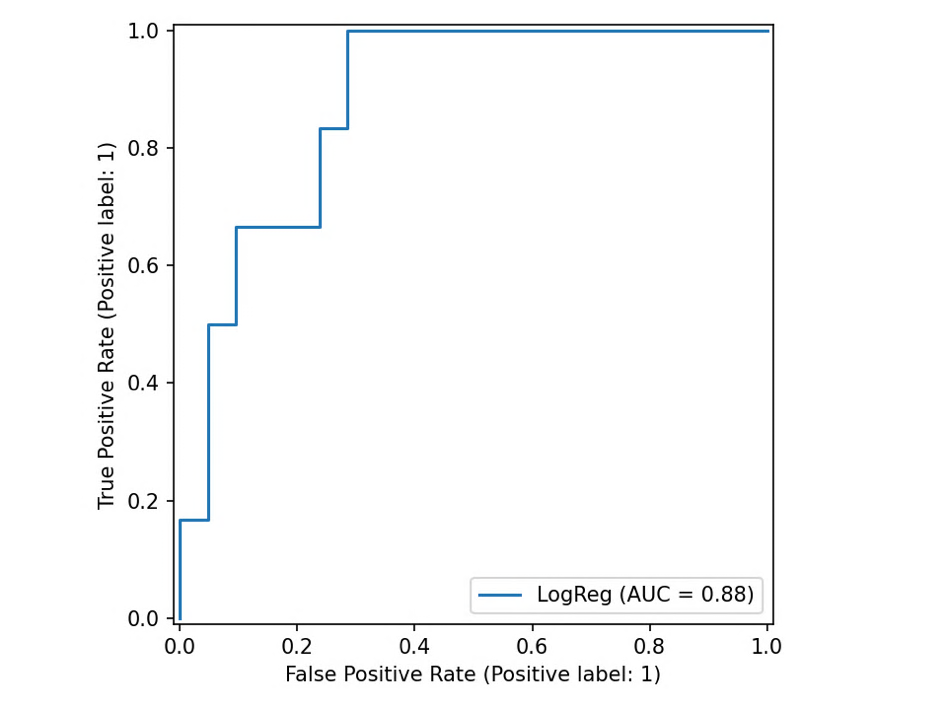 1.0
0.8
0.6
0.4
0.2
0.0
True Positive Rate (Positive label: 1)
LogReg (AUC = 0.88)
0.0 0.2 0.4 0.6 0.8 1.0
False Positive Rate (Positive label: 1)